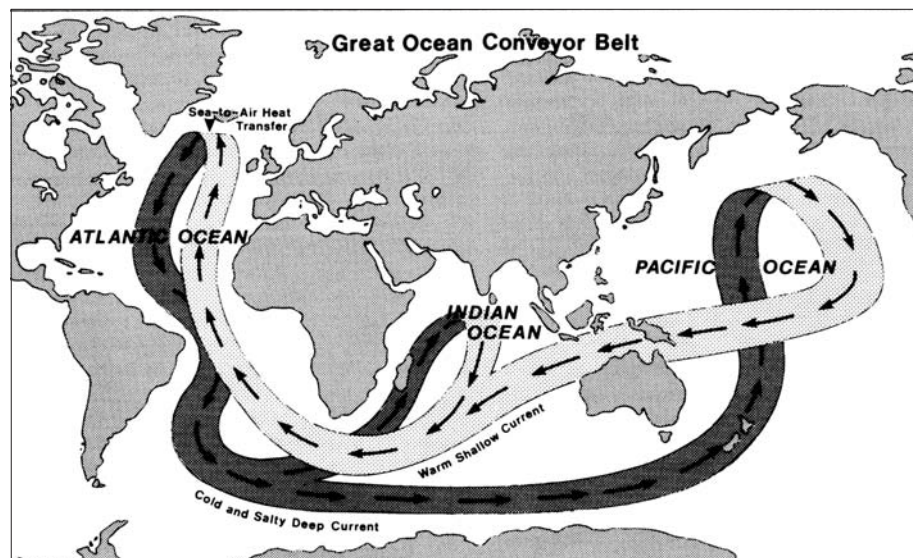 Great Ocean Conveyor Belt
Sea-to-Air Heat
Transfer
ATLANTIC OCEAN
PACIFIC OCEAN
INDIAN
OCEAN
Warm Shallow Current
Cold and Salty Deep Current